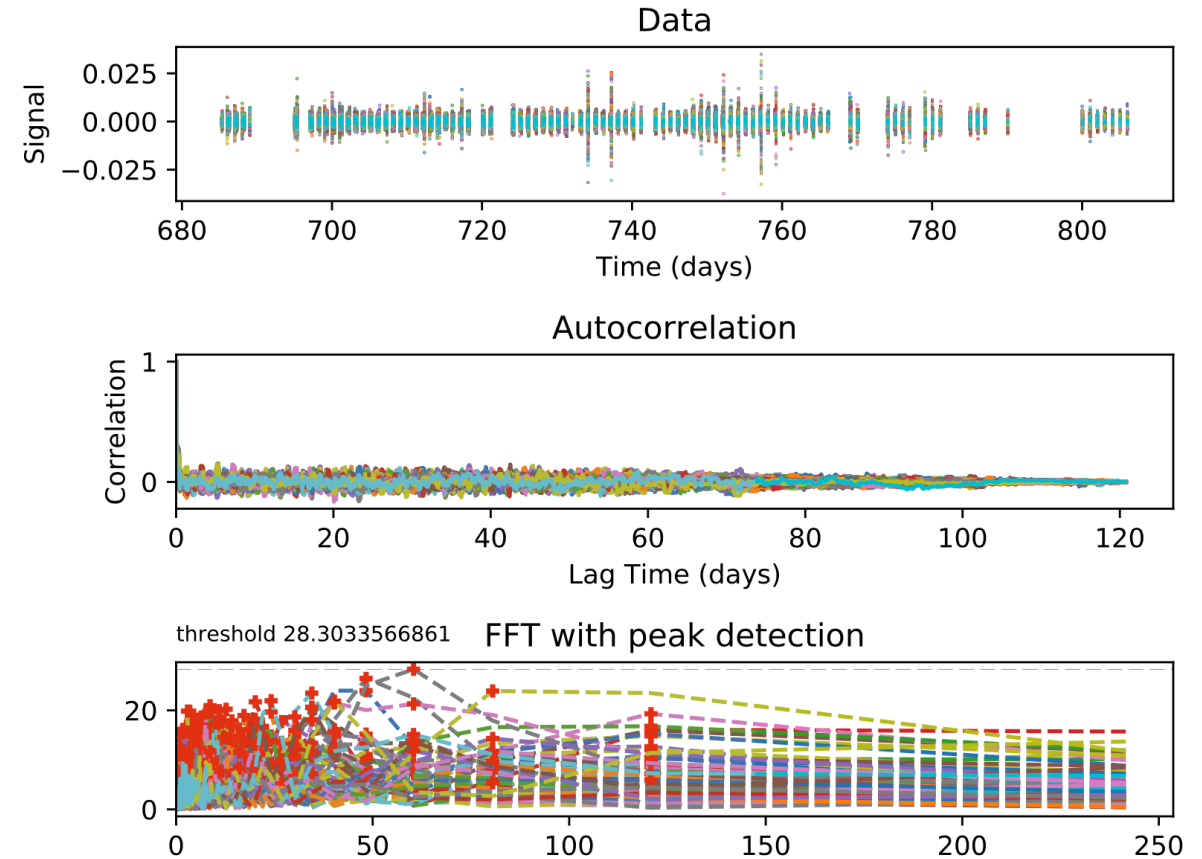 Data
Signal
0.025
0.000
−0.025
680 700 720 740 760 780 800
Time (days)
Autocorrelation
Correlation
1
0
0 20 40 60 80 100 120
Lag Time (days)
threshold 28.3033566861 FFT with peak detection
20
0
0 50 100 150 200 250